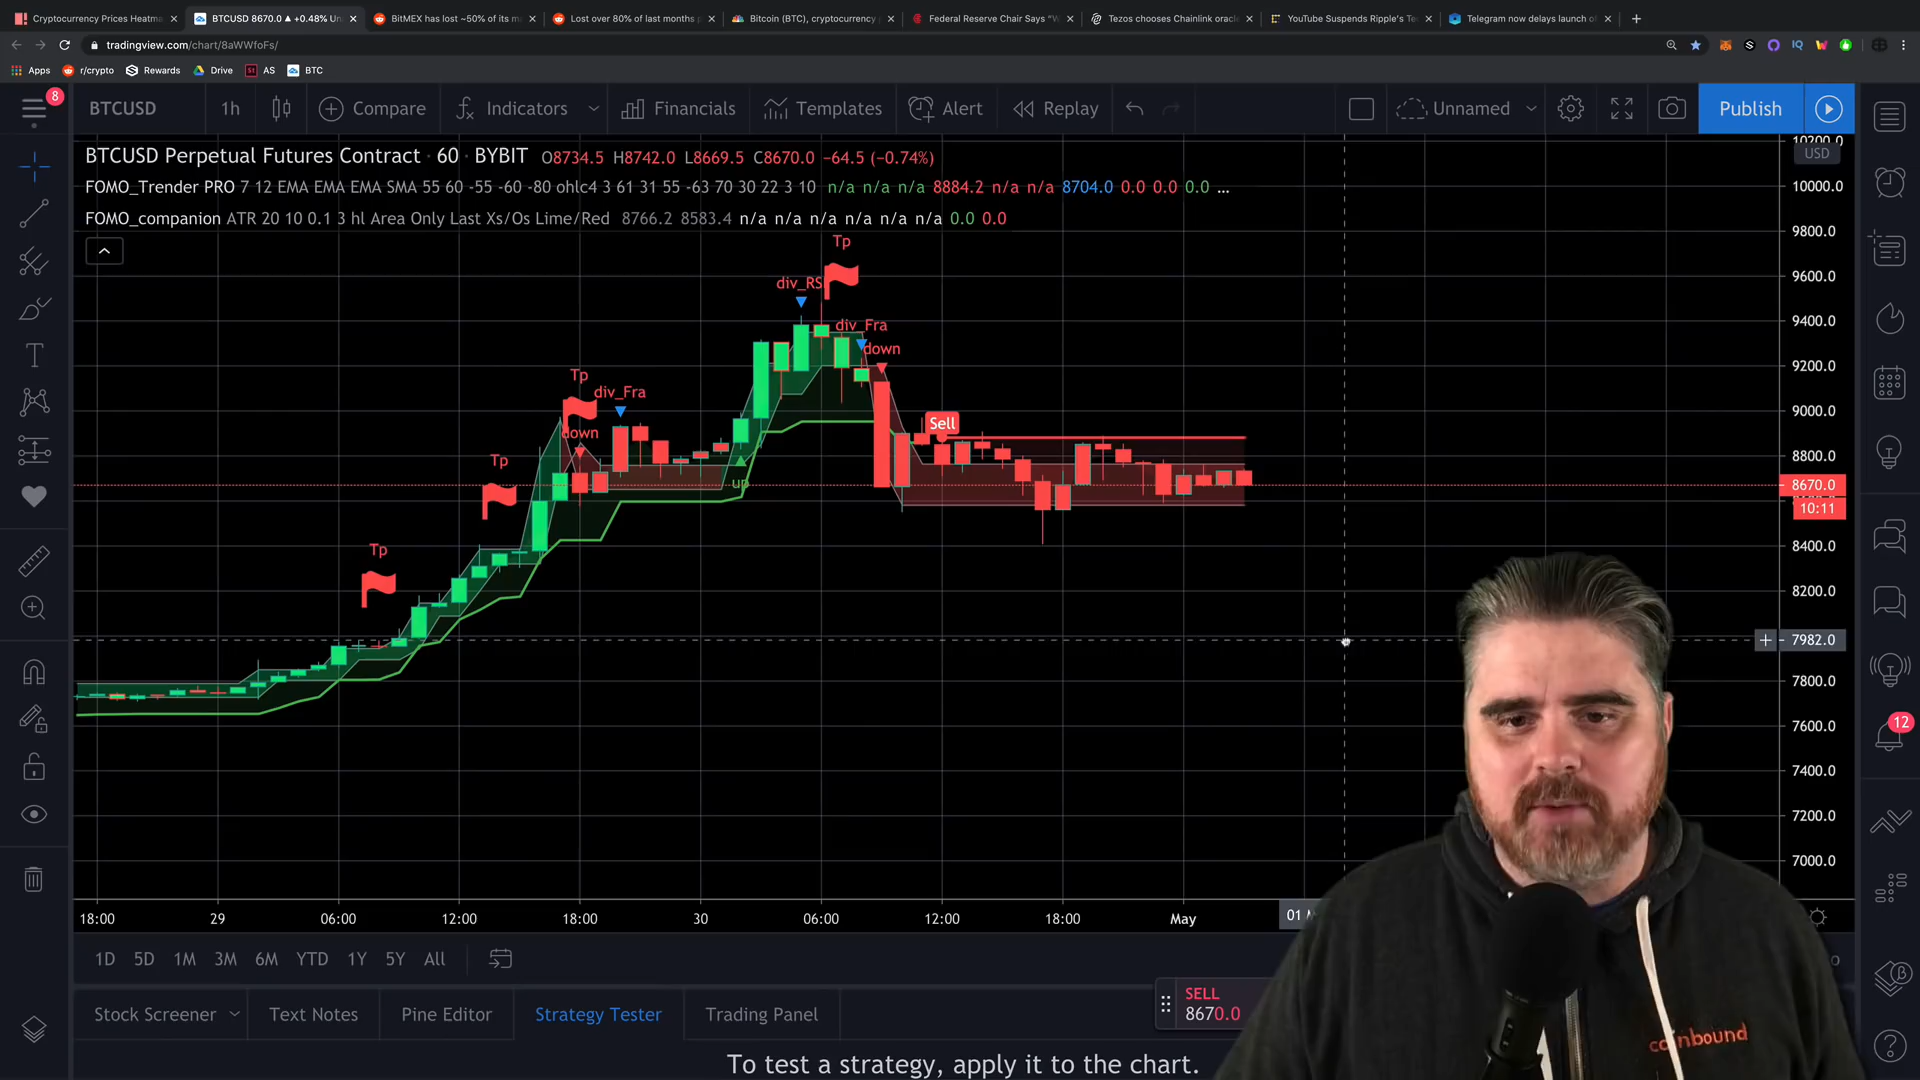 Cryptocurrency Prices Heatma
BTCUSD 8670.0 ▲ +0.48% Un
BitMEX has lost ~50% of its m
Lost over 80% of last months p
Bitcoin (BTC), cryptocurrency p
Federal Reserve Chair Says "W
Tezos chooses Chainlink oracle
YouTube Suspends Ripple's Te
Telegram now delays launch of
tradingview.com/chart/8aWWfoFs/
Apps r/crypto Rewards Drive AS BTC
8
BTCUSD 1h Compare Indicators Financials Templates Alert Replay Unnamed Publish
BTCUSD Perpetual Futures Contract · 60 · BYBIT O8734.5 H8742.0 L8669.5 C8670.0 −64.5 (−0.74%)
FOMO_Trender PRO 7 12 EMA EMA EMA SMA 55 60 -55 -60 -80 ohlc4 3 61 31 55 -63 70 30 22 3 10 n/a n/a n/a 8884.2 n/a n/a 8704.0 0.0 0.0 0.0 ...
FOMO_companion ATR 20 10 0.1 3 hl Area Only Last Xs/Os Lime/Red 8766.2 8583.4 n/a n/a n/a n/a n/a n/a 0.0 0.0
10200.0
USD
10000.0
9800.0
9600.0
9400.0
9200.0
9000.0
8800.0
8670.0
10:11
8400.0
8200.0
7982.0
7800.0
7600.0
7400.0
7200.0
7000.0
Tp
div_RS
div_Fra
down
Tp
div_Fra
down
Sell
Tp
up
Tp
12
18:00 29 06:00 12:00 18:00 30 06:00 12:00 18:00 May 01
1D 5D 1M 3M 6M YTD 1Y 5Y All
SELL
8670.0
Stock Screener Text Notes Pine Editor Strategy Tester Trading Panel
To test a strategy, apply it to the chart.
coinbound